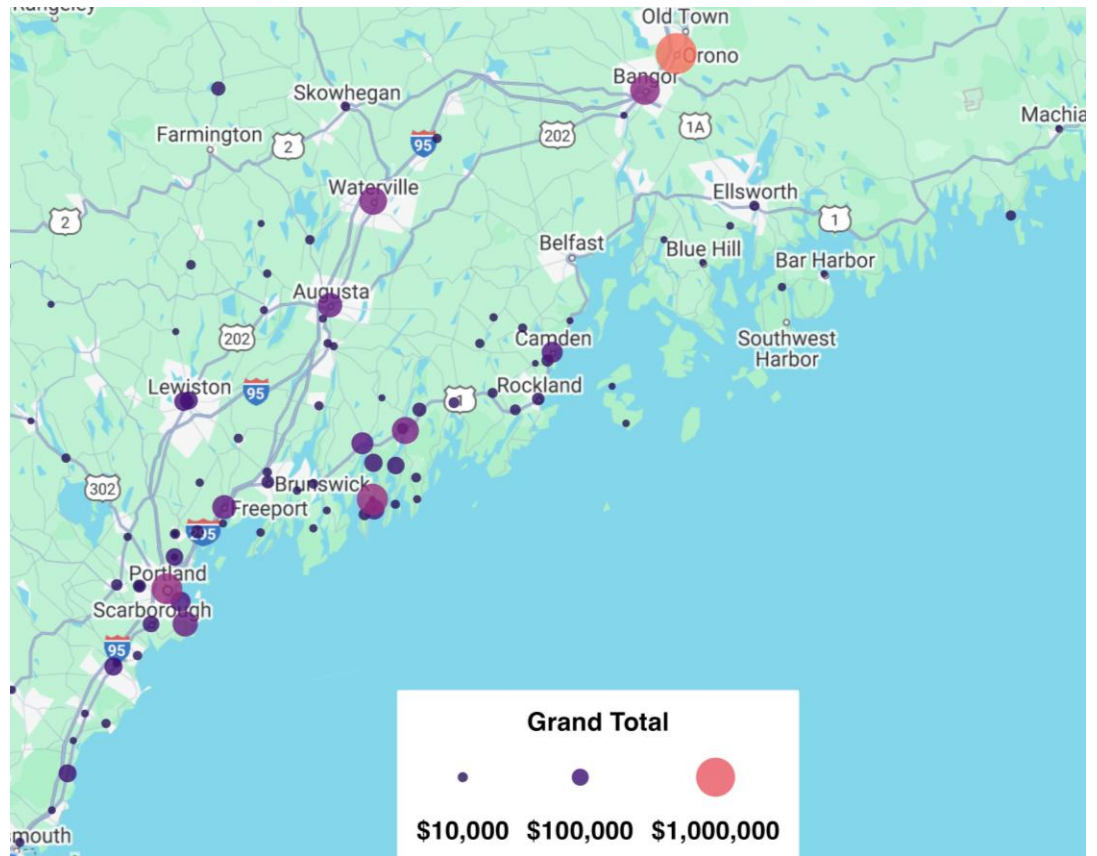 Rangeley
Old Town
Orono
Bangor
Skowhegan
1A
Machia
Farmington
2
95
202
Waterville
Ellsworth
2
1
Belfast
Blue Hill
Bar Harbor
Augusta
202
Camden
Southwest
Harbor
Lewiston
95
Rockland
1
302
Brunswick
Freeport
295
Portland
Scarborough
95
Grand Total
$10,000 $100,000 $1,000,000
smouth